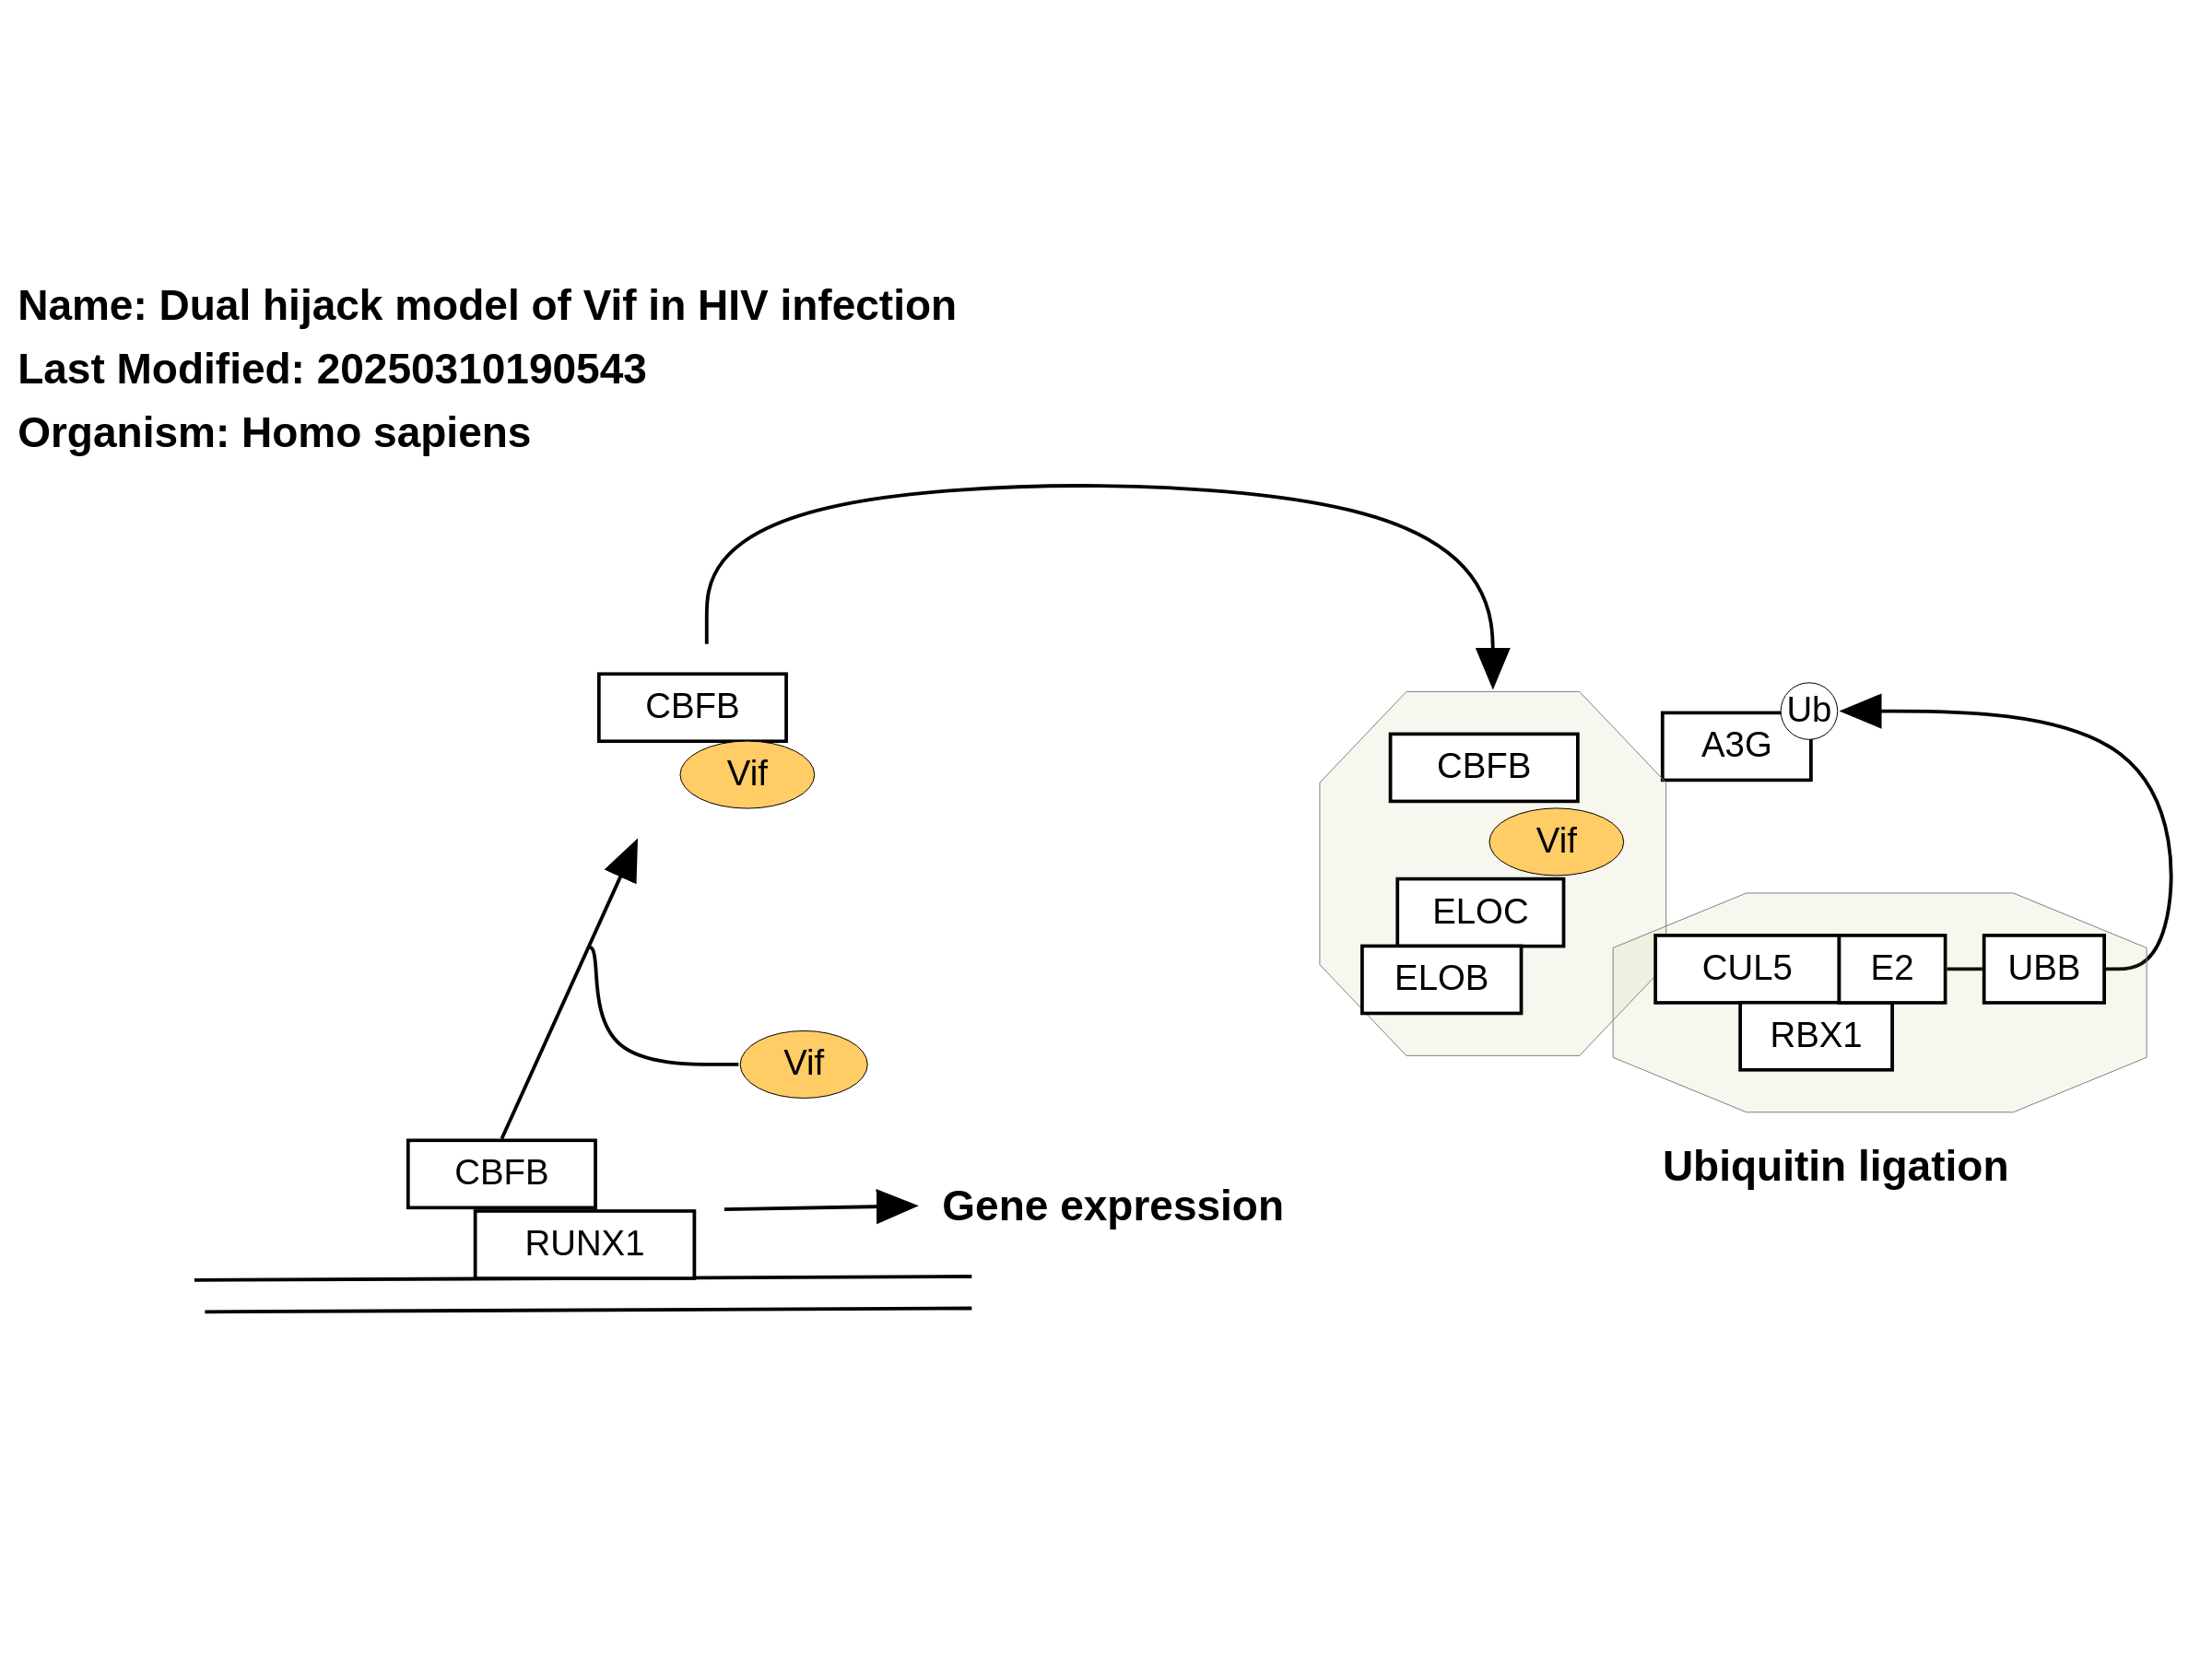 Name: Dual hijack model of Vif in HIV infection
Last Modified: 20250310190543
Organism: Homo sapiens
CBFB
Vif
Vif
CBFB
RUNX1
Gene expression
CBFB
Vif
ELOC
ELOB
A3G
Ub
CUL5
E2
UBB
RBX1
Ubiquitin ligation